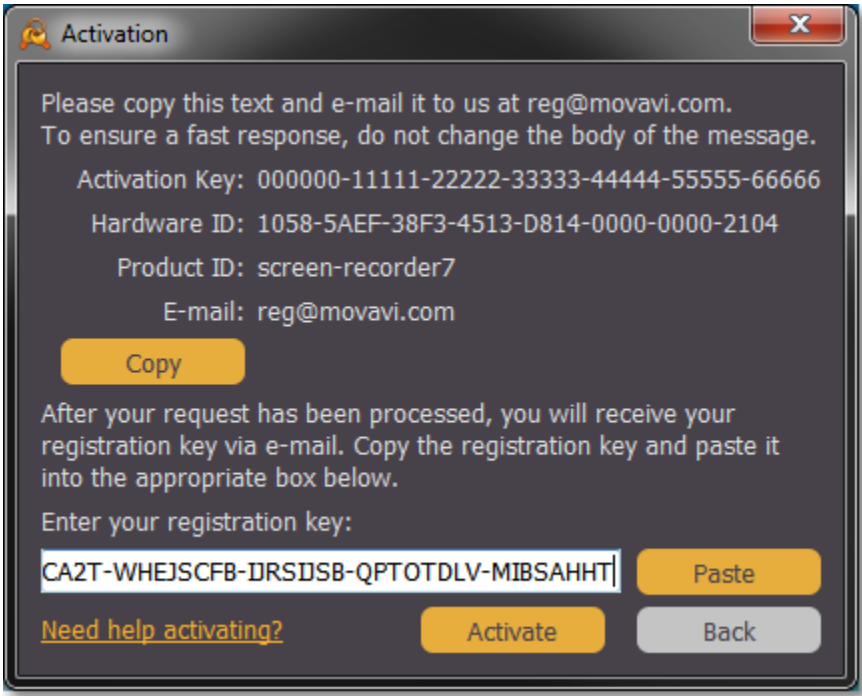 Activation
Please copy this text and e-mail it to us at reg@movavi.com.
To ensure a fast response, do not change the body of the message.
Activation Key: 000000-11111-22222-33333-44444-55555-66666
Hardware ID: 1058-5AEF-38F3-4513-D814-0000-0000-2104
Product ID: screen-recorder7
E-mail: reg@movavi.com
Copy
After your request has been processed, you will receive your
registration key via e-mail. Copy the registration key and paste it
into the appropriate box below.
Enter your registration key:
CA2T-WHEJSCFB-IJRSIJSB-QPTOTDLV-MIBSAHHT
Paste
Need help activating?
Activate
Back